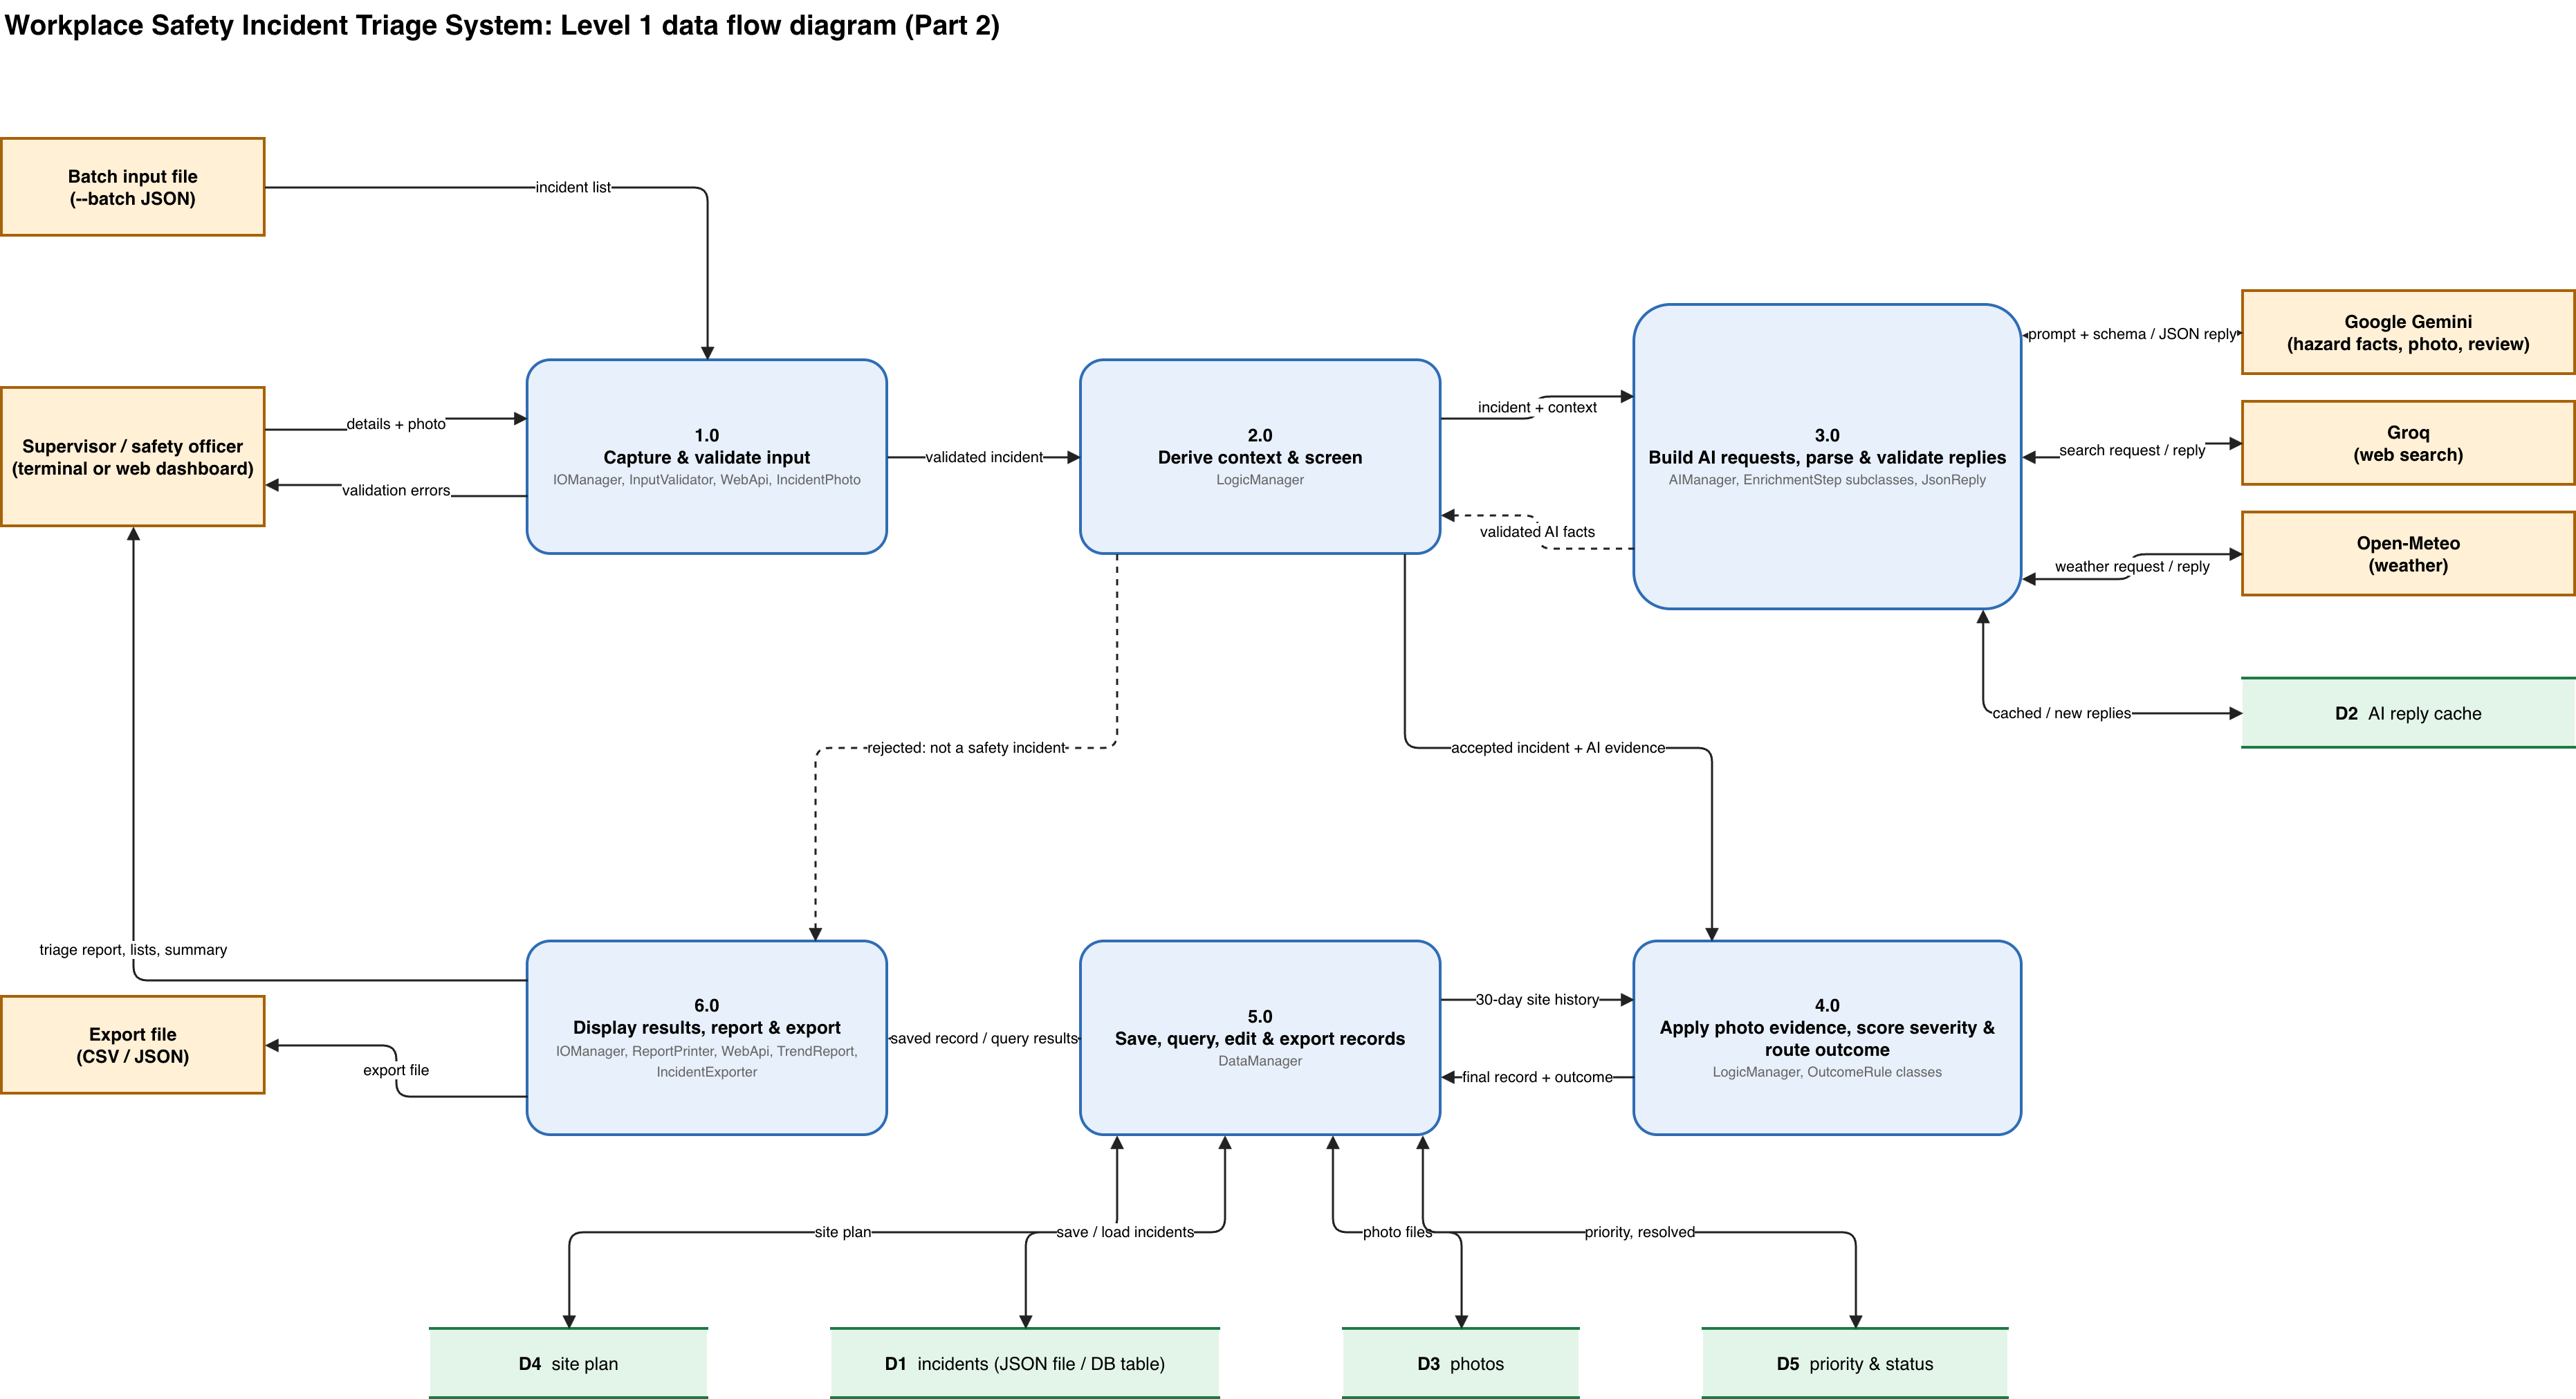 Workplace Safety Incident Triage System: Level 1 data flow diagram (Part 2)
Batch input file
(--batch JSON)
incident list
Supervisor / safety officer
(terminal or web dashboard)
details + photo
validation errors
1.0
Capture & validate input
IOManager, InputValidator, WebApi, IncidentPhoto
validated incident
2.0
Derive context & screen
LogicManager
incident + context
validated AI facts
3.0
Build AI requests, parse & validate replies
AIManager, EnrichmentStep subclasses, JsonReply
prompt + schema / JSON reply
Google Gemini
(hazard facts, photo, review)
search request / reply
Groq
(web search)
weather request / reply
Open-Meteo
(weather)
cached / new replies
D2 AI reply cache
rejected: not a safety incident
accepted incident + AI evidence
triage report, lists, summary
Export file
(CSV / JSON)
export file
6.0
Display results, report & export
IOManager, ReportPrinter, WebApi, TrendReport,
IncidentExporter
saved record / query results
5.0
Save, query, edit & export records
DataManager
30-day site history
final record + outcome
4.0
Apply photo evidence, score severity &
route outcome
LogicManager, OutcomeRule classes
site plan
save / load incidents
photo files
priority, resolved
D4 site plan
D1 incidents (JSON file / DB table)
D3 photos
D5 priority & status